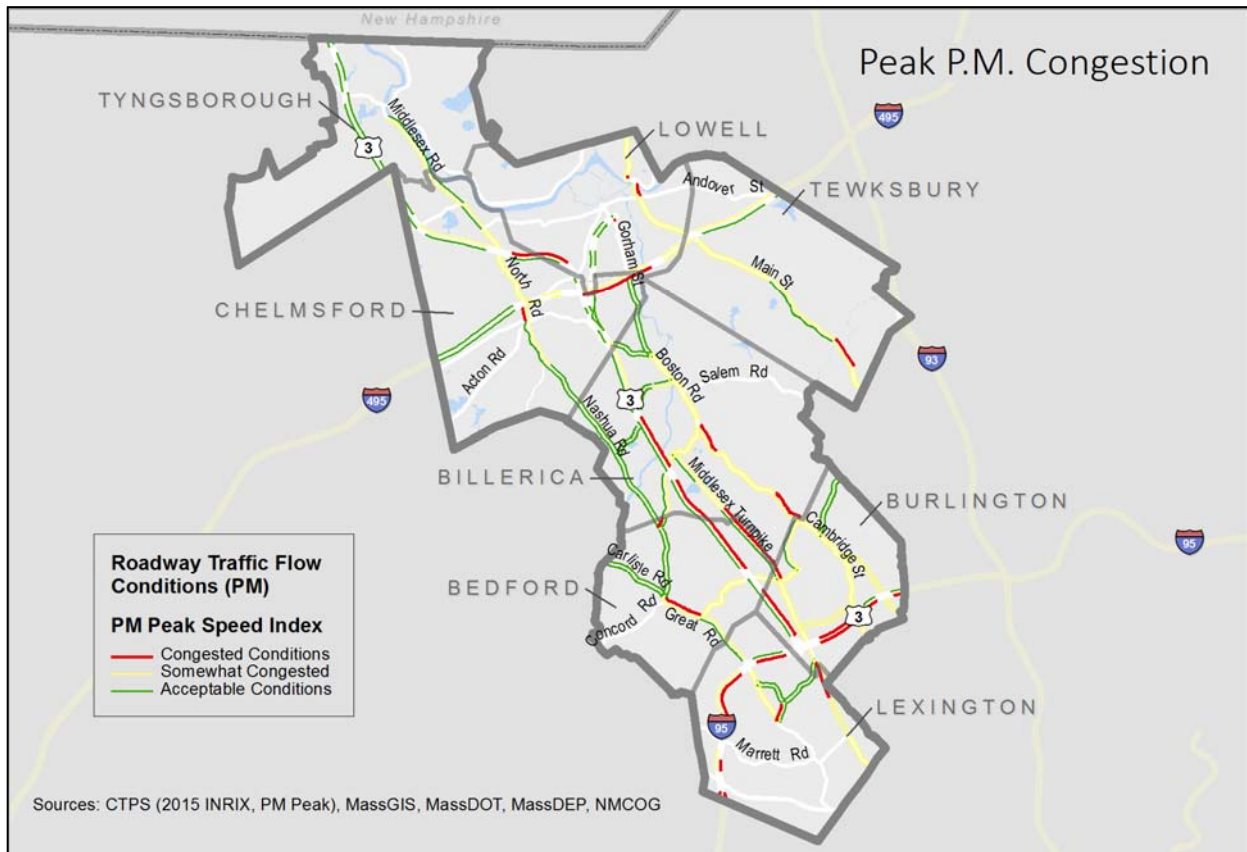 New Hampshire
Peak P.M. Congestion
TYNGSBOROUGH
Middlesex Rd
3
495
LOWELL
Andover St
TEWKSBURY
Gorham St
Main St
North Rd
CHELMSFORD
93
Boston Rd
Salem Rd
Acton Rd
495
3
Nashua Rd
BILLERICA
Middlesex Turnpike
BURLINGTON
95
Cambridge St
Carlisle Rd
BEDFORD
Concord Rd
Great Rd
3
LEXINGTON
95
Marrett Rd
Roadway Traffic Flow
Conditions (PM)
PM Peak Speed Index
Congested Conditions
Somewhat Congested
Acceptable Conditions
Sources: CTPS (2015 INRIX, PM Peak), MassGIS, MassDOT, MassDEP, NMCOG